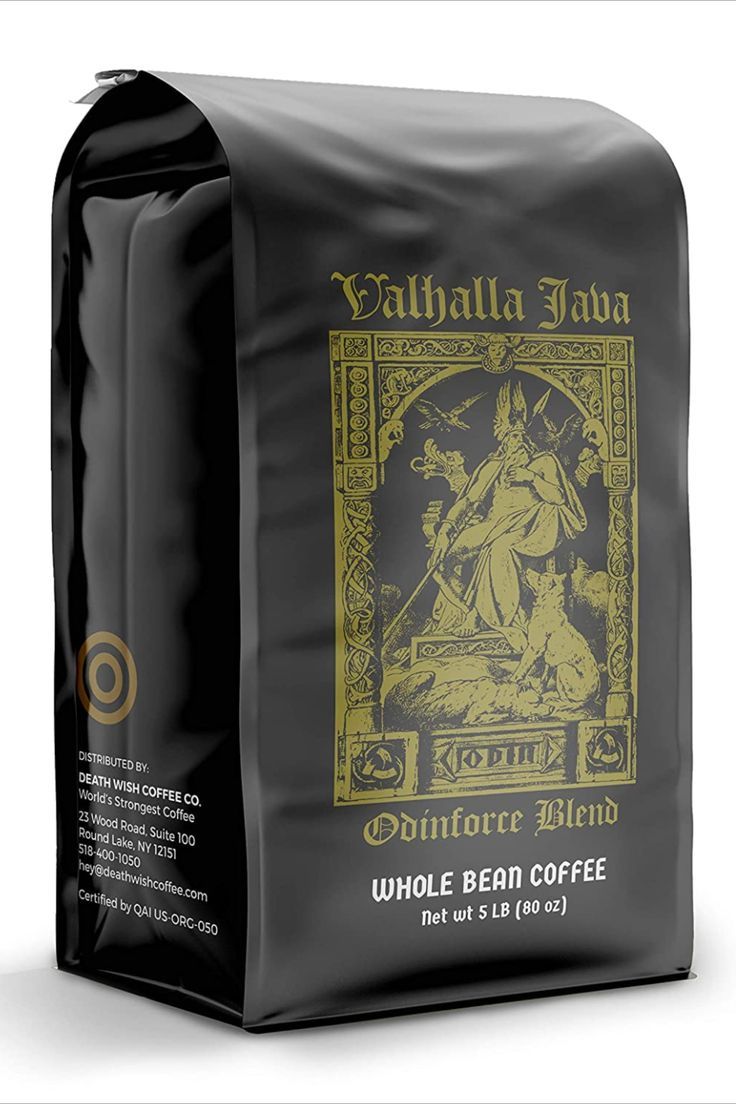 Valhalla Java
ODIN
Odinforce Blend
WHOLE BEAN COFFEE
Net wt 5 LB (80 oz)
DISTRIBUTED BY:
DEATH WISH COFFEE CO.
World's Strongest Coffee
23 Wood Road, Suite 100
Round Lake, NY 12151
518-400-1050
hey@deathwishcoffee.com
Certified by QAI US-ORG-050